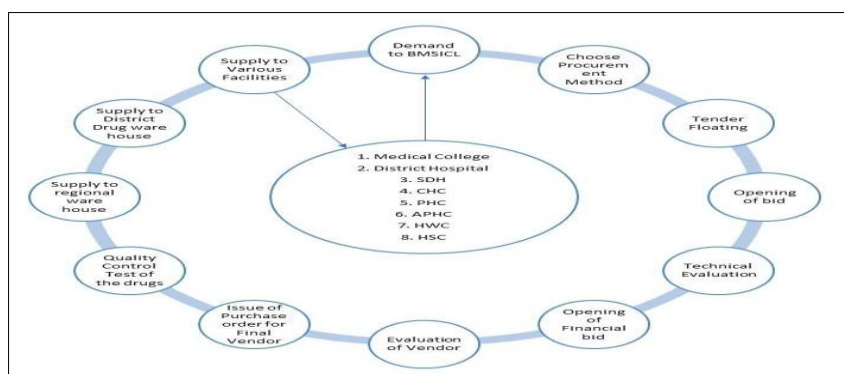 Demand
to BMSICL
Choose
Procurem
ent
Method
Tender
Floating
Opening
of bid
Technical
Evaluation
Opening
of
Financial
bid
Evaluation
of Vendor
Issue of
Purchase
order for
Final
Vendor
Quality
Control
Test of
the drugs
Supply to
regional
ware
house
Supply to
District
Drug ware
house
Supply to
Various
Facilities
1. Medical College
2. District Hospital
3. SDH
4. CHC
5. PHC
6. APHC
7. HWC
8. HSC